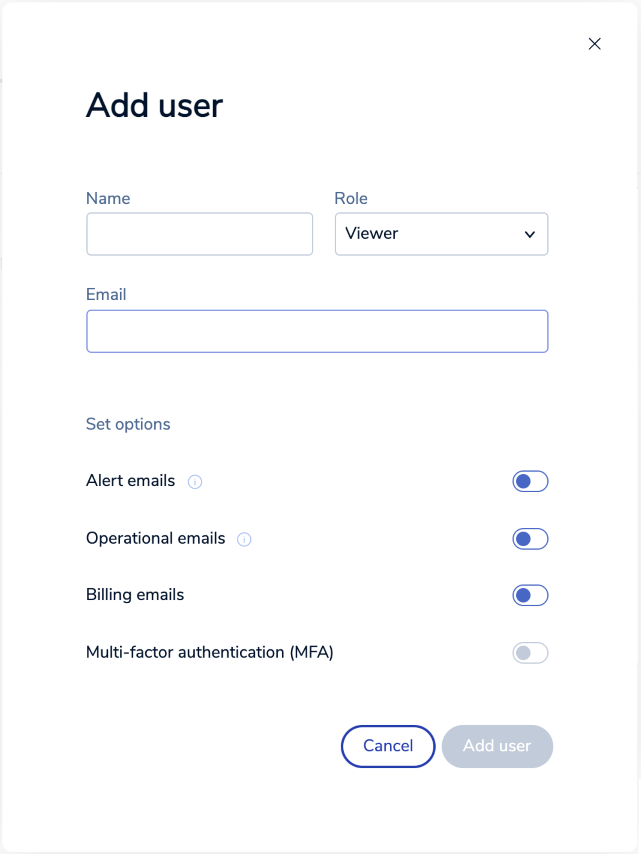 Add user
Name
Role
Viewer
Email
Set options
Alert emails
Operational emails
Billing emails
Multi-factor authentication (MFA)
Cancel
Add user